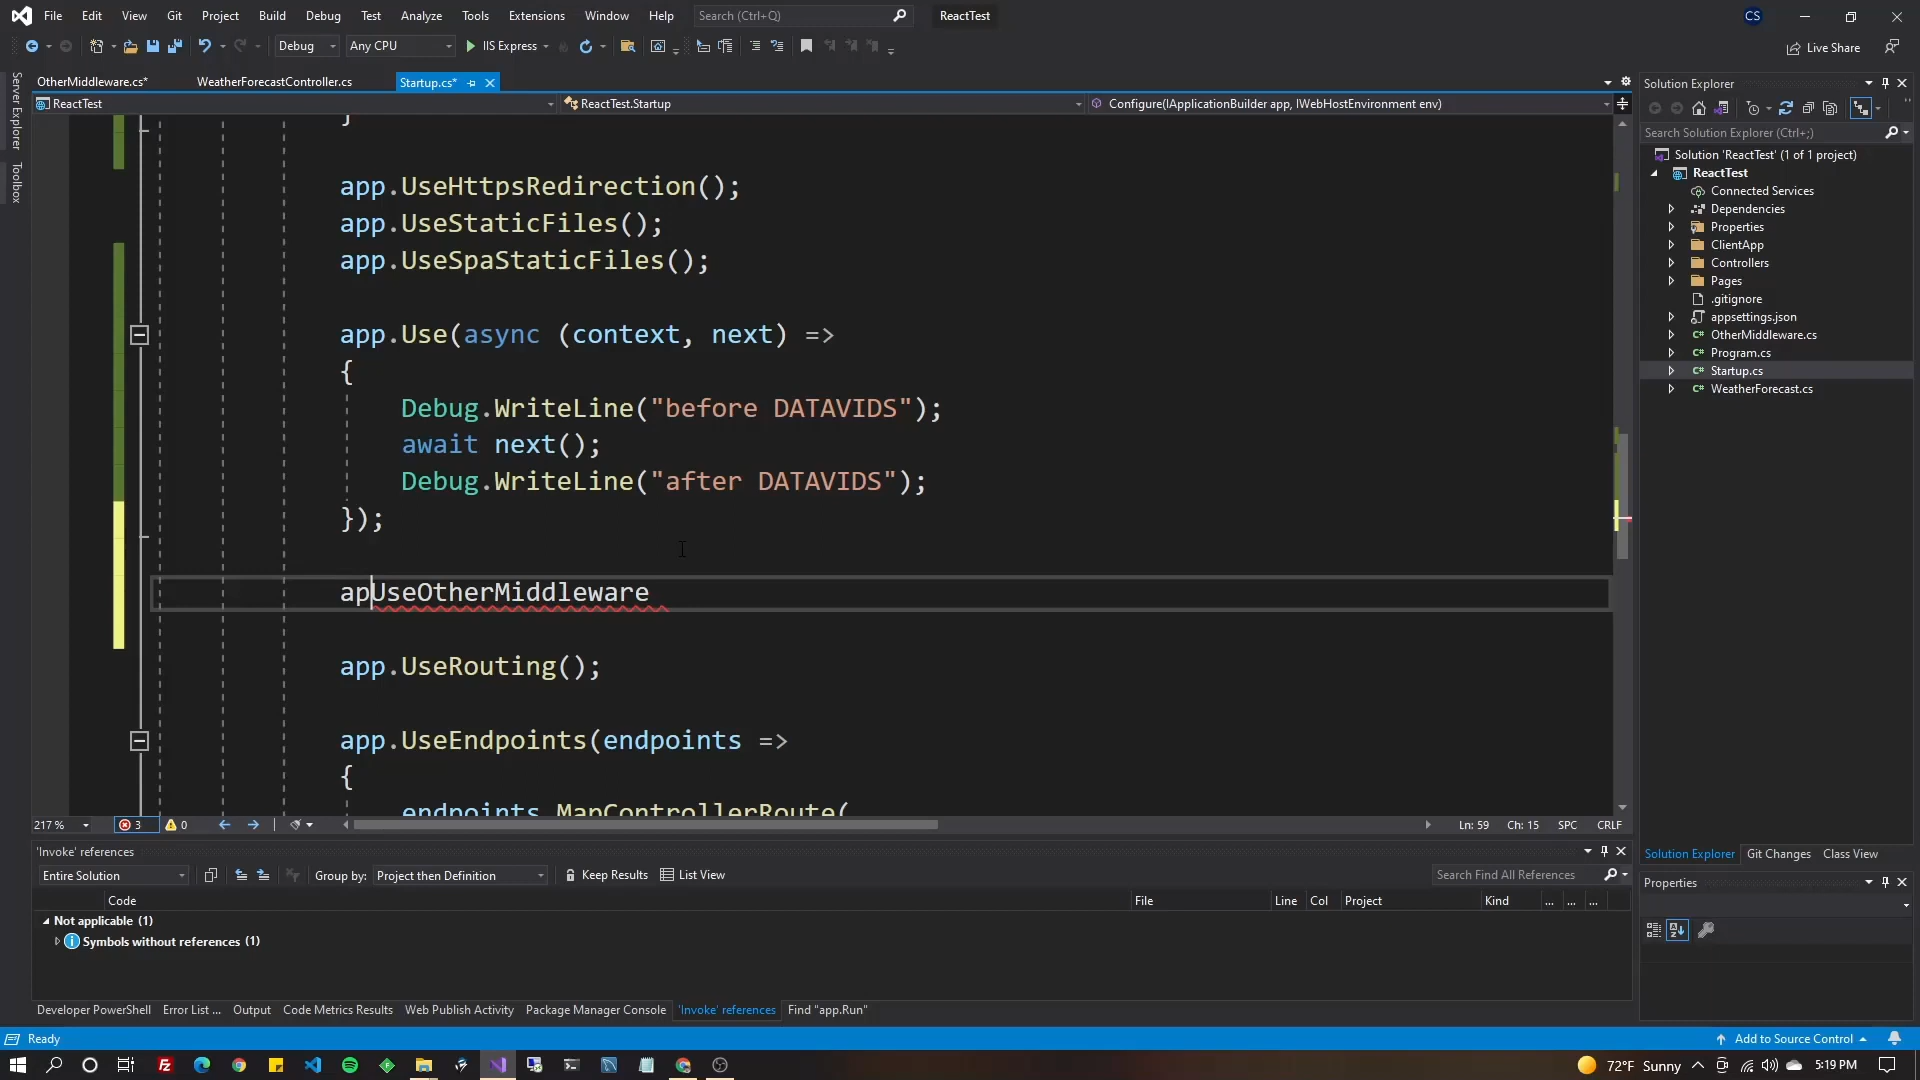 File Edit View Git Project Build Debug Test Analyze Tools Extensions Window Help Search (Ctrl+Q) ReactTest CS
Debug Any CPU IIS Express Live Share
OtherMiddleware.cs* WeatherForecastController.cs Startup.cs*
ReactTest ReactTest.Startup Configure(IApplicationBuilder app, IWebHostEnvironment env)
Server Explorer
Toolbox
}
app.UseHttpsRedirection();
app.UseStaticFiles();
app.UseSpaStaticFiles();
app.Use(async (context, next) =>
{
Debug.WriteLine("before DATAVIDS");
await next();
Debug.WriteLine("after DATAVIDS");
});
apUseOtherMiddleware
app.UseRouting();
app.UseEndpoints(endpoints =>
{
endpoints.MapControllerRoute(
217 % 3 0 Ln: 59 Ch: 15 SPC CRLF
'Invoke' references
Entire Solution Group by: Project then Definition Keep Results List View Search Find All References
Code File Line Col Project Kind ... ... ...
Not applicable (1)
Symbols without references (1)
Developer PowerShell Error List ... Output Code Metrics Results Web Publish Activity Package Manager Console 'Invoke' references Find "app.Run"
Solution Explorer
Search Solution Explorer (Ctrl+;)
Solution 'ReactTest' (1 of 1 project)
ReactTest
Connected Services
Dependencies
Properties
ClientApp
Controllers
Pages
.gitignore
appsettings.json
C# OtherMiddleware.cs
C# Program.cs
C# Startup.cs
C# WeatherForecast.cs
Solution Explorer Git Changes Class View
Properties
Ready Add to Source Control
72°F Sunny 5:19 PM